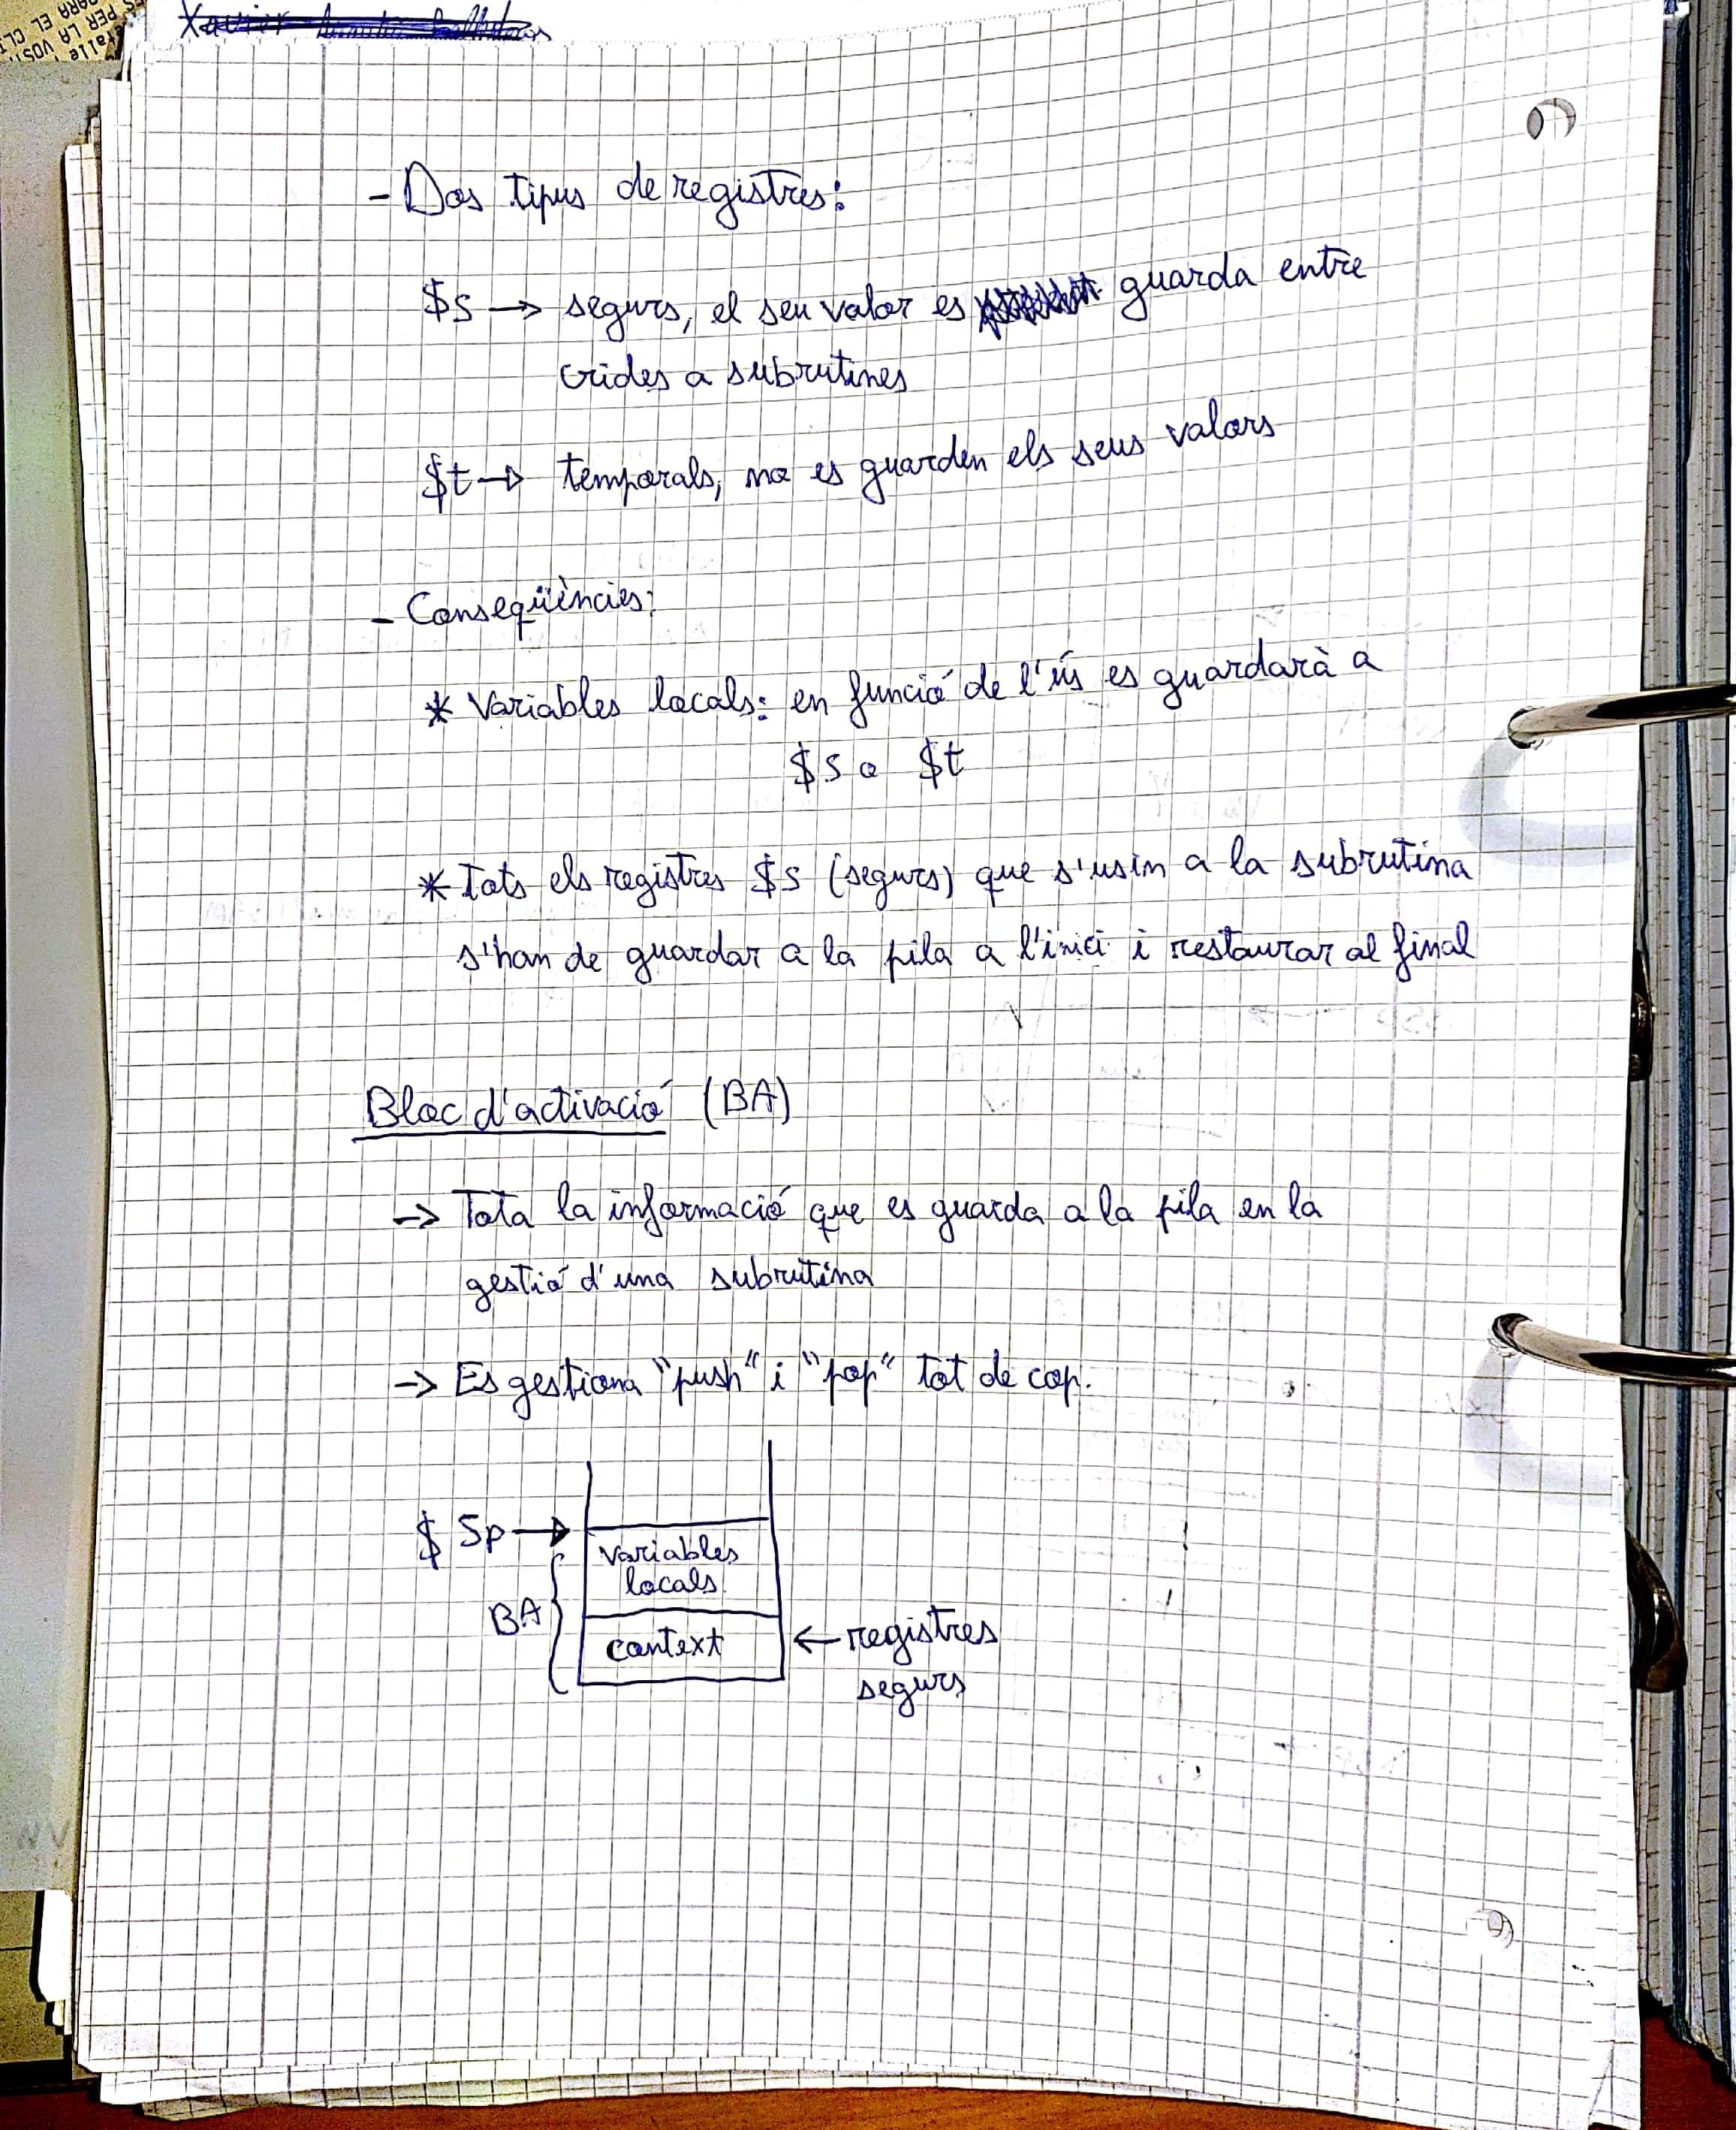 - Dos tipus de registres:
$s → segurs, el seu valor es guarda entre
crides a subrutines
$t → temporals, no es guarden els seus valors
- Conseqüències:
* Variables locals: en funció de l'ús es guardarà a
$s o $t
* Tots els registres $s (segurs) que s'usin a la subrutina
s'han de guardar a la pila a l'inici i restaurar al final
Bloc d'activació (BA)
-> Tota la informació que es guarda a la pila en la
gestió d'una subrutina
-> Es gestiona "push" i "pop" tot de cop.
$ Sp →
variables
locals
BA
context
← registres
segurs